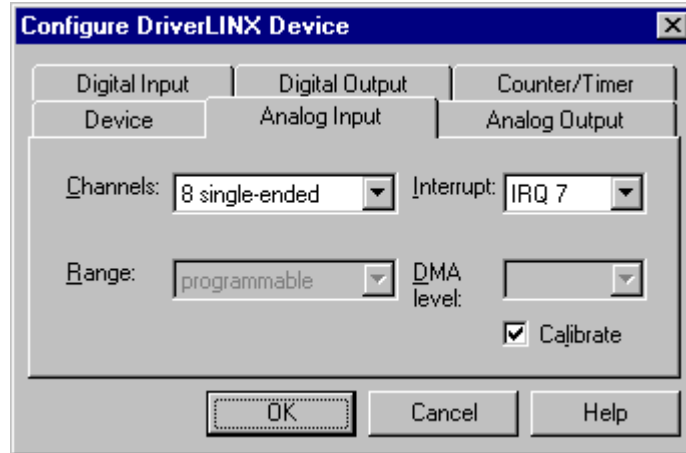 Configure DriverLINX Device
Digital Input Digital Output Counter/Timer
Device Analog Input Analog Output
Channels: 8 single-ended Interrupt: IRQ 7
Range: programmable DMA level:
Calibrate
OK Cancel Help